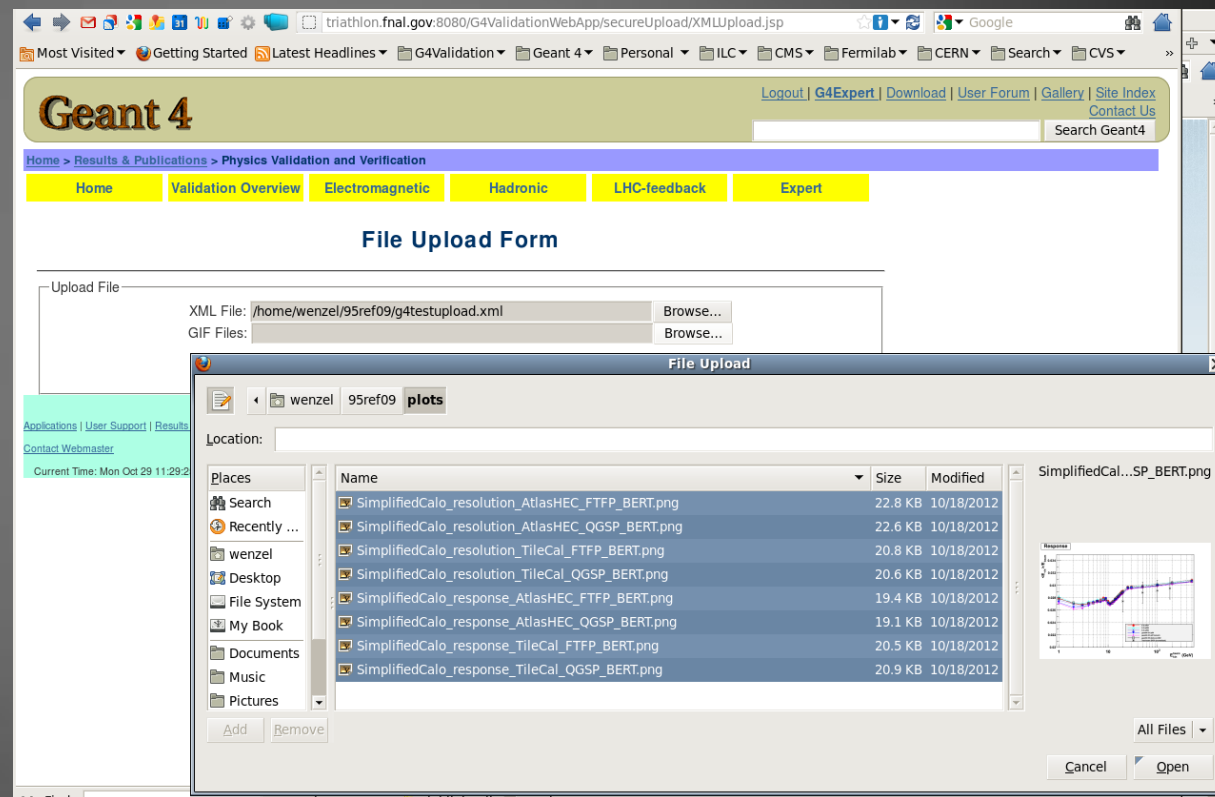 triathlon.fnal.gov:8080/G4ValidationWebApp/secureUpload/XMLUpload.jsp Google
Most Visited Getting Started Latest Headlines G4Validation Geant 4 Personal ILC CMS Fermilab CERN Search CVS »
Geant 4
Logout | G4Expert | Download | User Forum | Gallery | Site Index
Contact Us
Search Geant4
Home > Results & Publications > Physics Validation and Verification
Home Validation Overview Electromagnetic Hadronic LHC-feedback Expert
File Upload Form
Upload File
XML File: /home/wenzel/95ref09/g4testupload.xml Browse...
GIF Files: Browse...
File Upload
wenzel 95ref09 plots
Applications | User Support | Results
Location:
Contact Webmaster
Current Time: Mon Oct 29 11:29:2
Places Name Size Modified SimplifiedCal...SP_BERT.png
Search SimplifiedCalo_resolution_AtlasHEC_FTFP_BERT.png 22.8 KB 10/18/2012
Recently ... SimplifiedCalo_resolution_AtlasHEC_QGSP_BERT.png 22.6 KB 10/18/2012
wenzel SimplifiedCalo_resolution_TileCal_FTFP_BERT.png 20.8 KB 10/18/2012
Desktop SimplifiedCalo_resolution_TileCal_QGSP_BERT.png 20.6 KB 10/18/2012
File System SimplifiedCalo_response_AtlasHEC_FTFP_BERT.png 19.4 KB 10/18/2012
My Book SimplifiedCalo_response_AtlasHEC_QGSP_BERT.png 19.1 KB 10/18/2012
Documents SimplifiedCalo_response_TileCal_FTFP_BERT.png 20.5 KB 10/18/2012
Music SimplifiedCalo_response_TileCal_QGSP_BERT.png 20.9 KB 10/18/2012
Pictures
Response
Add Remove All Files
Cancel Open